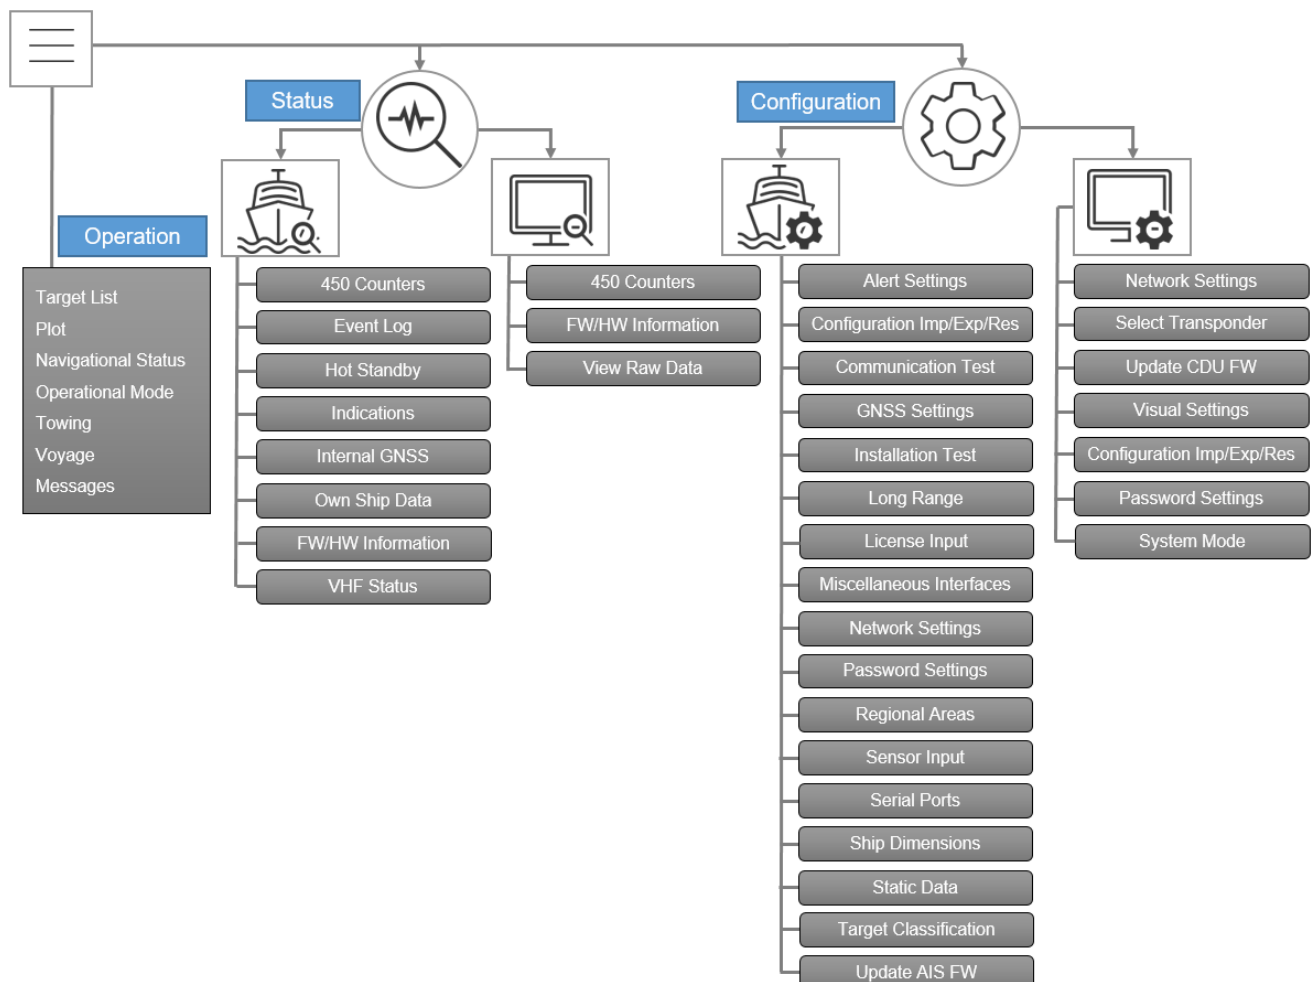 Status
Configuration
Operation
Target List
Plot
Navigational Status
Operational Mode
Towing
Voyage
Messages
450 Counters
Event Log
Hot Standby
Indications
Internal GNSS
Own Ship Data
FW/HW Information
VHF Status
450 Counters
FW/HW Information
View Raw Data
Alert Settings
Configuration Imp/Exp/Res
Communication Test
GNSS Settings
Installation Test
Long Range
License Input
Miscellaneous Interfaces
Network Settings
Password Settings
Regional Areas
Sensor Input
Serial Ports
Ship Dimensions
Static Data
Target Classification
Update AIS FW
Network Settings
Select Transponder
Update CDU FW
Visual Settings
Configuration Imp/Exp/Res
Password Settings
System Mode